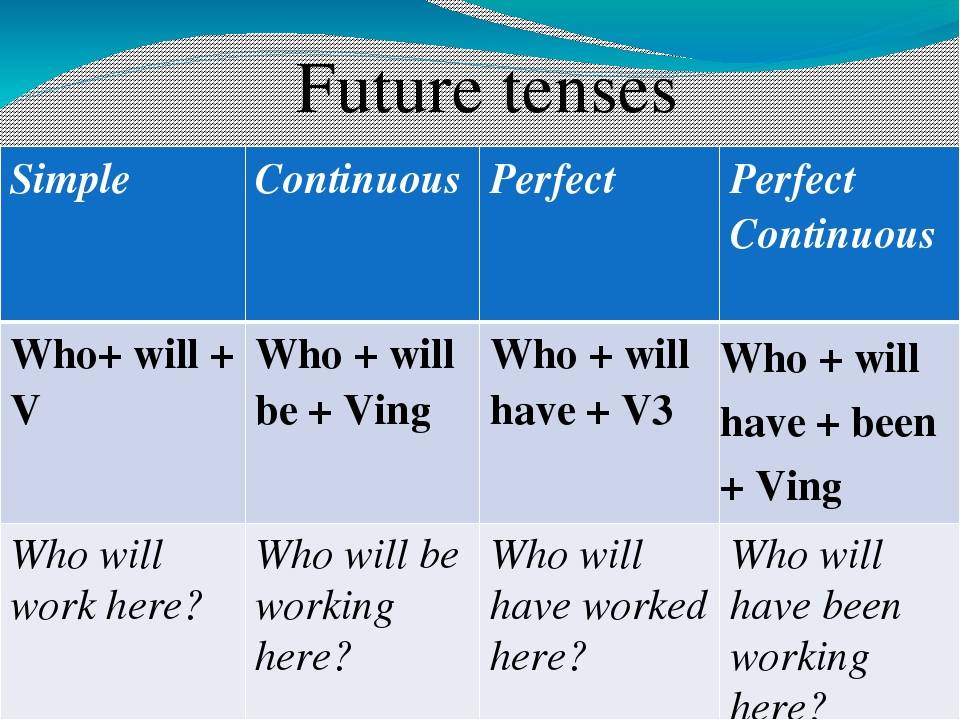 Future tenses
Simple
Continuous
Perfect
Perfect
Continuous
Who+ will +
V
Who + will
be + Ving
Who + will
have + V3
Who + will
have + been
+ Ving
Who will
work here?
Who will be
working
here?
Who will
have worked
here?
Who will
have been
working
here?